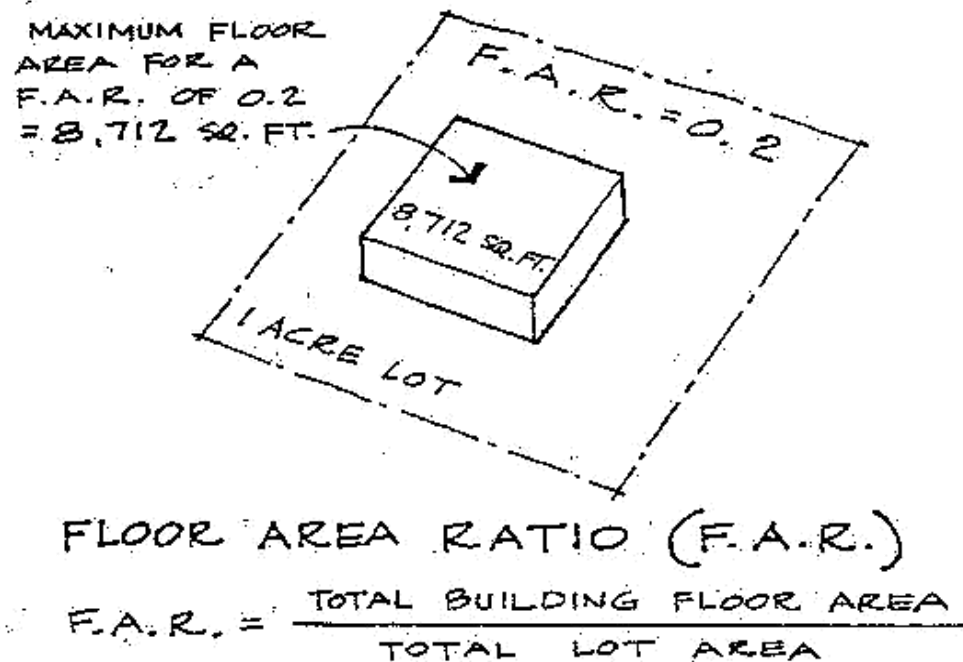 MAXIMUM FLOOR
AREA FOR A
F.A.R. OF 0.2
= 8,712 SQ. FT.
F.A.R. = 0.2
8,712 SQ. FT.
1 ACRE LOT
FLOOR AREA RATIO (F.A.R.)
F.A.R. = TOTAL BUILDING FLOOR AREA
TOTAL LOT AREA